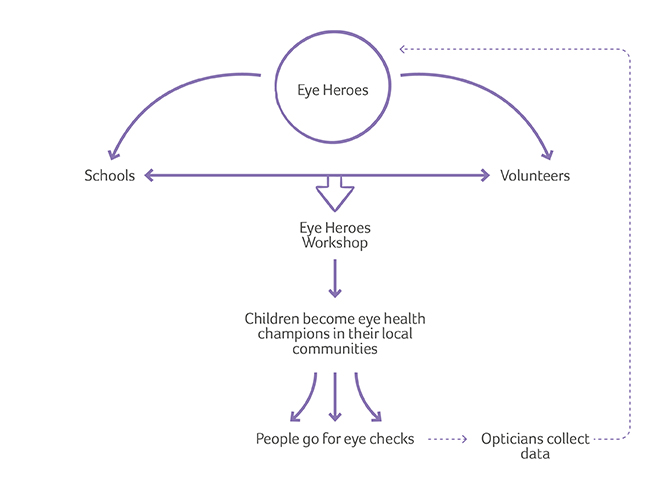 Eye Heroes
Schools
Volunteers
Eye Heroes
Workshop
Children become eye health
champions in their local
communities
People go for eye checks
Opticians collect
data